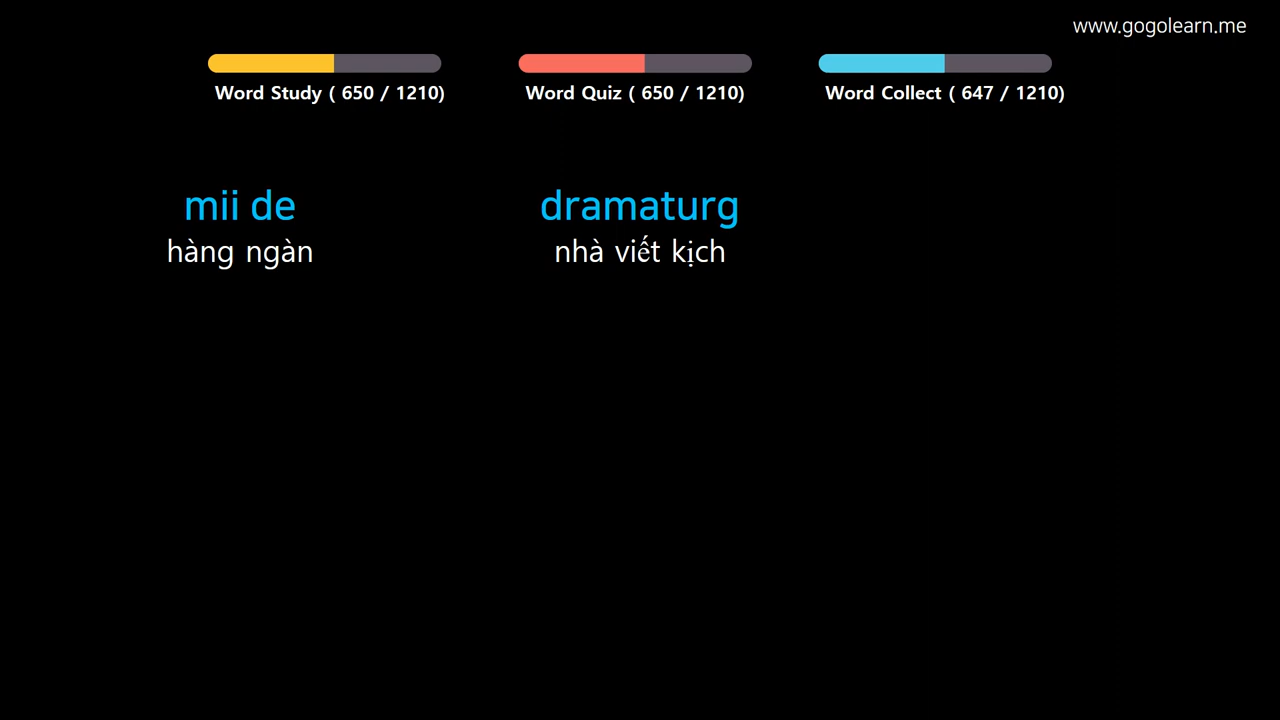 www.gogolearn.me
Word Study ( 650 / 1210)
Word Quiz ( 650 / 1210)
Word Collect ( 647 / 1210)
mii de
hàng ngàn
dramaturg
nhà viết kịch